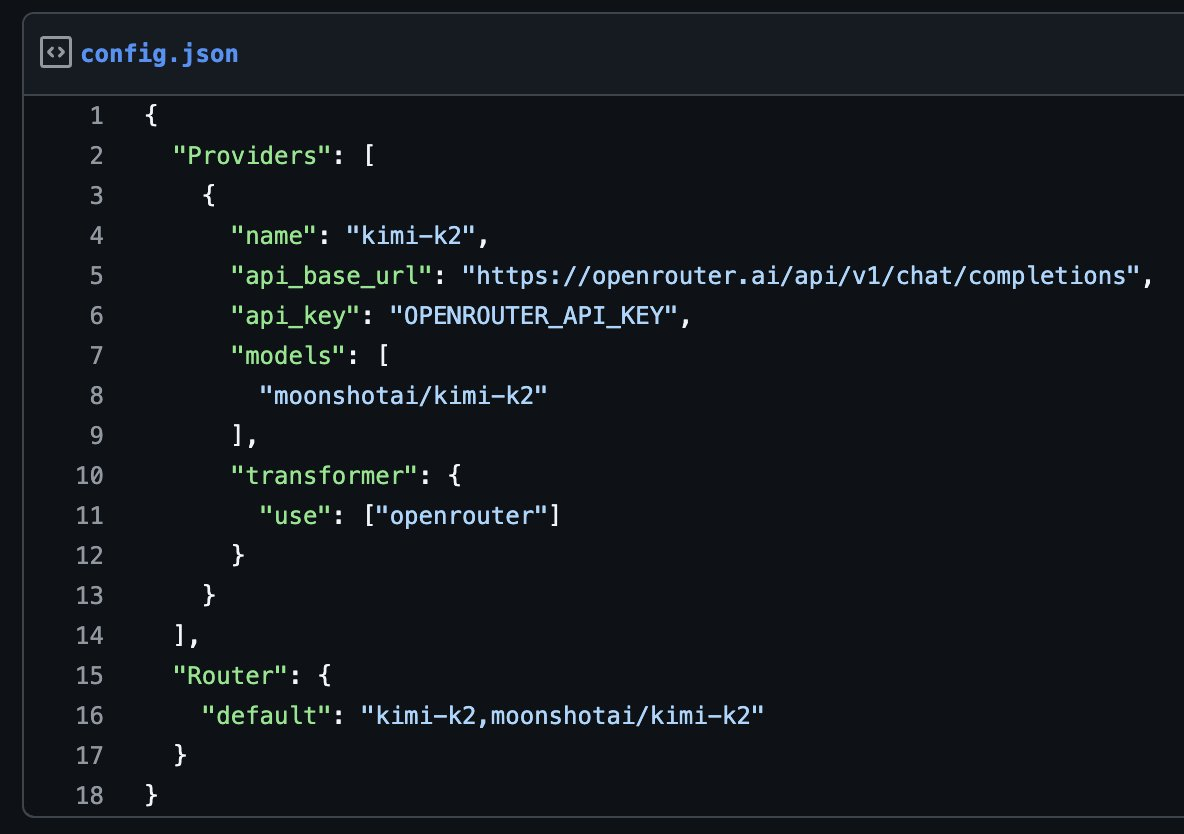 config.json
1 {
2   "Providers": [
3     {
4       "name": "kimi-k2",
5       "api_base_url": "https://openrouter.ai/api/v1/chat/completions",
6       "api_key": "OPENROUTER_API_KEY",
7       "models": [
8         "moonshotai/kimi-k2"
9       ],
10       "transformer": {
11         "use": ["openrouter"]
12       }
13     }
14   ],
15   "Router": {
16     "default": "kimi-k2,moonshotai/kimi-k2"
17   }
18 }